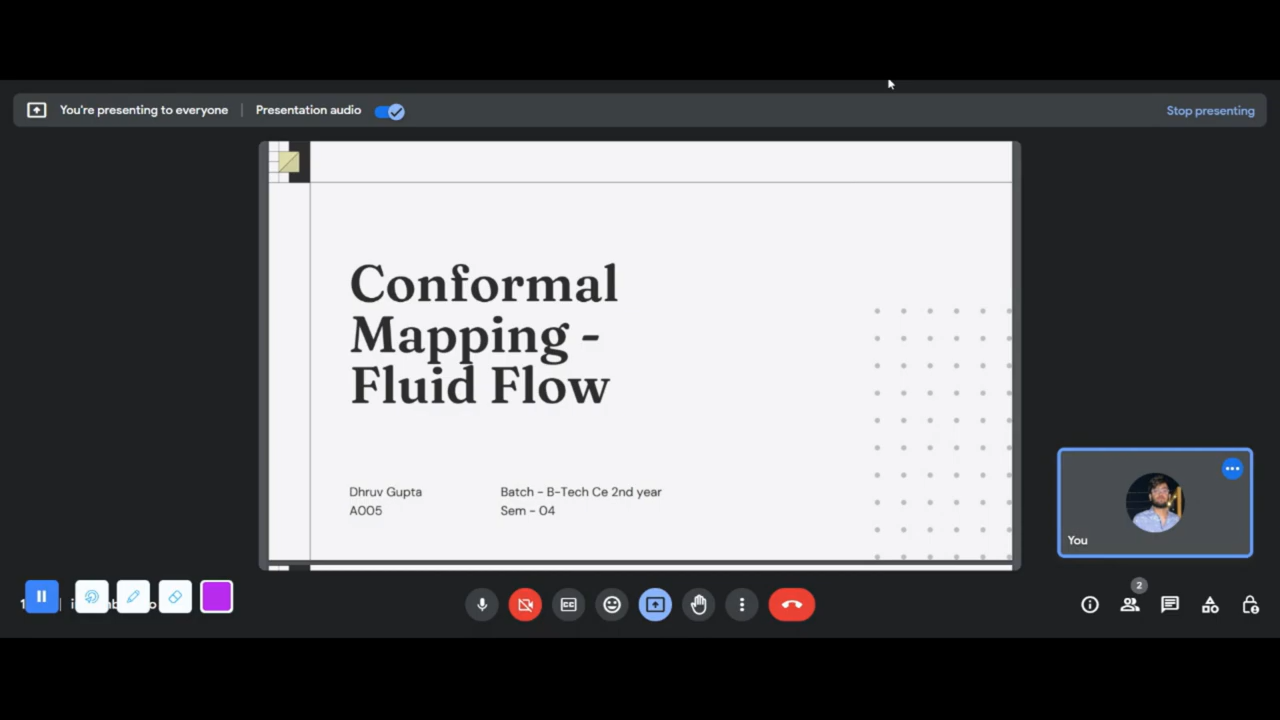 You're presenting to everyone
Presentation audio
Stop presenting
Conformal
Mapping -
Fluid Flow
Dhruv Gupta
Batch - B-Tech Ce 2nd year
A005
Sem - 04
You
2